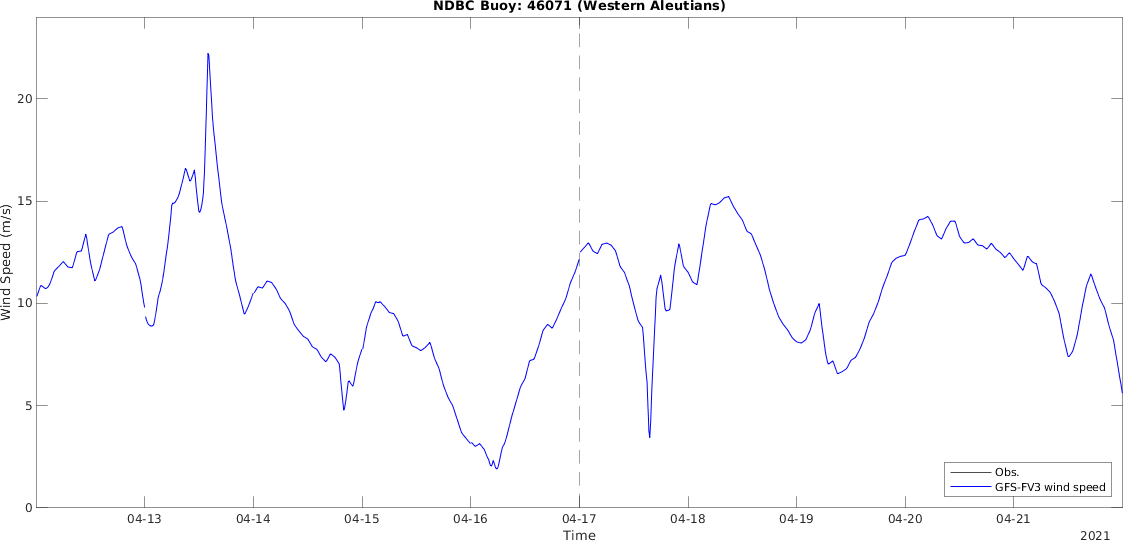 NDBC Buoy: 46071 (Western Aleutians)
Wind Speed (m/s)
20
15
10
5
0
04-13 04-14 04-15 04-16 04-17 04-18 04-19 04-20 04-21
Time
2021
Obs.
GFS-FV3 wind speed